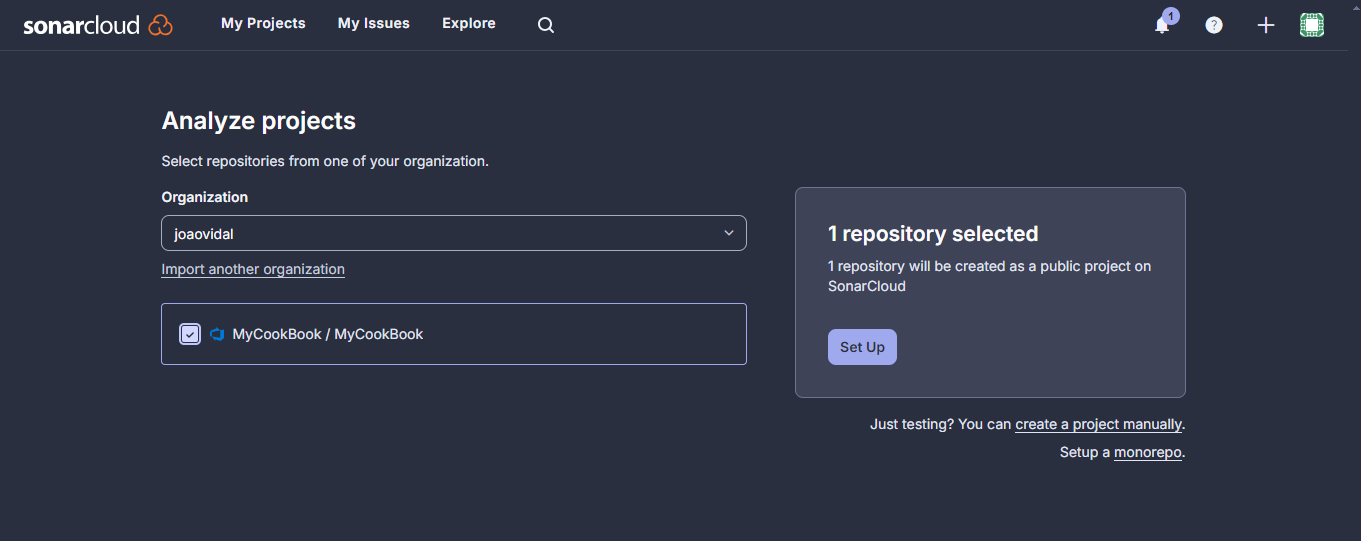 sonarcloud
My Projects
My Issues
Explore
1
?
Analyze projects
Select repositories from one of your organization.
Organization
joaovidal
Import another organization
MyCookBook / MyCookBook
1 repository selected
1 repository will be created as a public project on
SonarCloud
Set Up
Just testing? You can create a project manually.
Setup a monorepo.